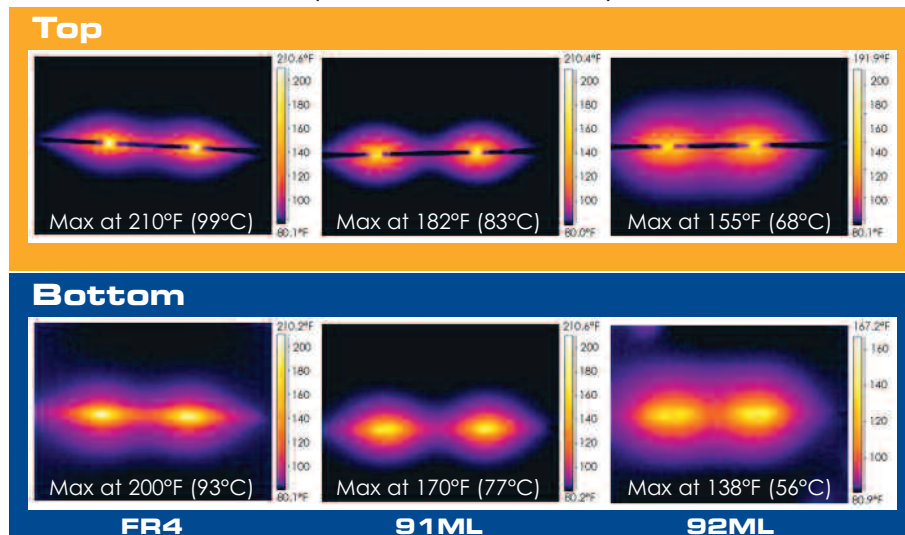 Top
210.6°F
200
180
160
140
120
100
80.1°F
Max at 210°F (99°C)
210.4°F
200
180
160
140
120
100
80.0°F
Max at 182°F (83°C)
191.9°F
200
180
160
140
120
100
80.1°F
Max at 155°F (68°C)
Bottom
210.2°F
200
180
160
140
120
100
80.1°F
Max at 200°F (93°C)
210.6°F
200
180
160
140
120
100
80.2°F
Max at 170°F (77°C)
167.2°F
160
140
120
100
80.9°F
Max at 138°F (56°C)
FR4
91ML
92ML